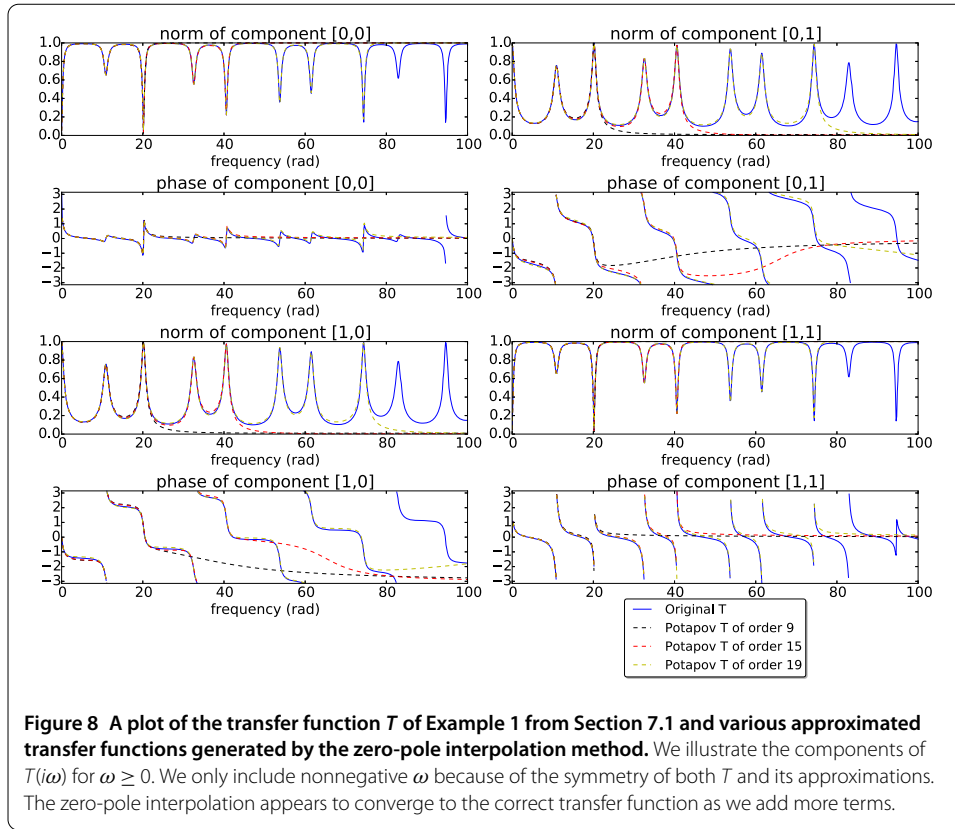 norm of component [0,0]
1.0
0.8
0.6
0.4
0.2
0.0
0 20 40 60 80 100
frequency (rad)
norm of component [0,1]
1.0
0.8
0.6
0.4
0.2
0.0
0 20 40 60 80 100
frequency (rad)
phase of component [0,0]
3
2
1
0
−1
−2
−3
0 20 40 60 80 100
frequency (rad)
phase of component [0,1]
3
2
1
0
−1
−2
−3
0 20 40 60 80 100
frequency (rad)
norm of component [1,0]
1.0
0.8
0.6
0.4
0.2
0.0
0 20 40 60 80 100
frequency (rad)
norm of component [1,1]
1.0
0.8
0.6
0.4
0.2
0.0
0 20 40 60 80 100
frequency (rad)
phase of component [1,0]
3
2
1
0
−1
−2
−3
0 20 40 60 80 100
frequency (rad)
phase of component [1,1]
3
2
1
0
−1
−2
−3
0 20 40 60 80 100
frequency (rad)
Original T
Potapov T of order 9
Potapov T of order 15
Potapov T of order 19
Figure 8 A plot of the transfer function T of Example 1 from Section 7.1 and various approximated
transfer functions generated by the zero-pole interpolation method. We illustrate the components of
T(iω) for ω ≥ 0. We only include nonnegative ω because of the symmetry of both T and its approximations.
The zero-pole interpolation appears to converge to the correct transfer function as we add more terms.